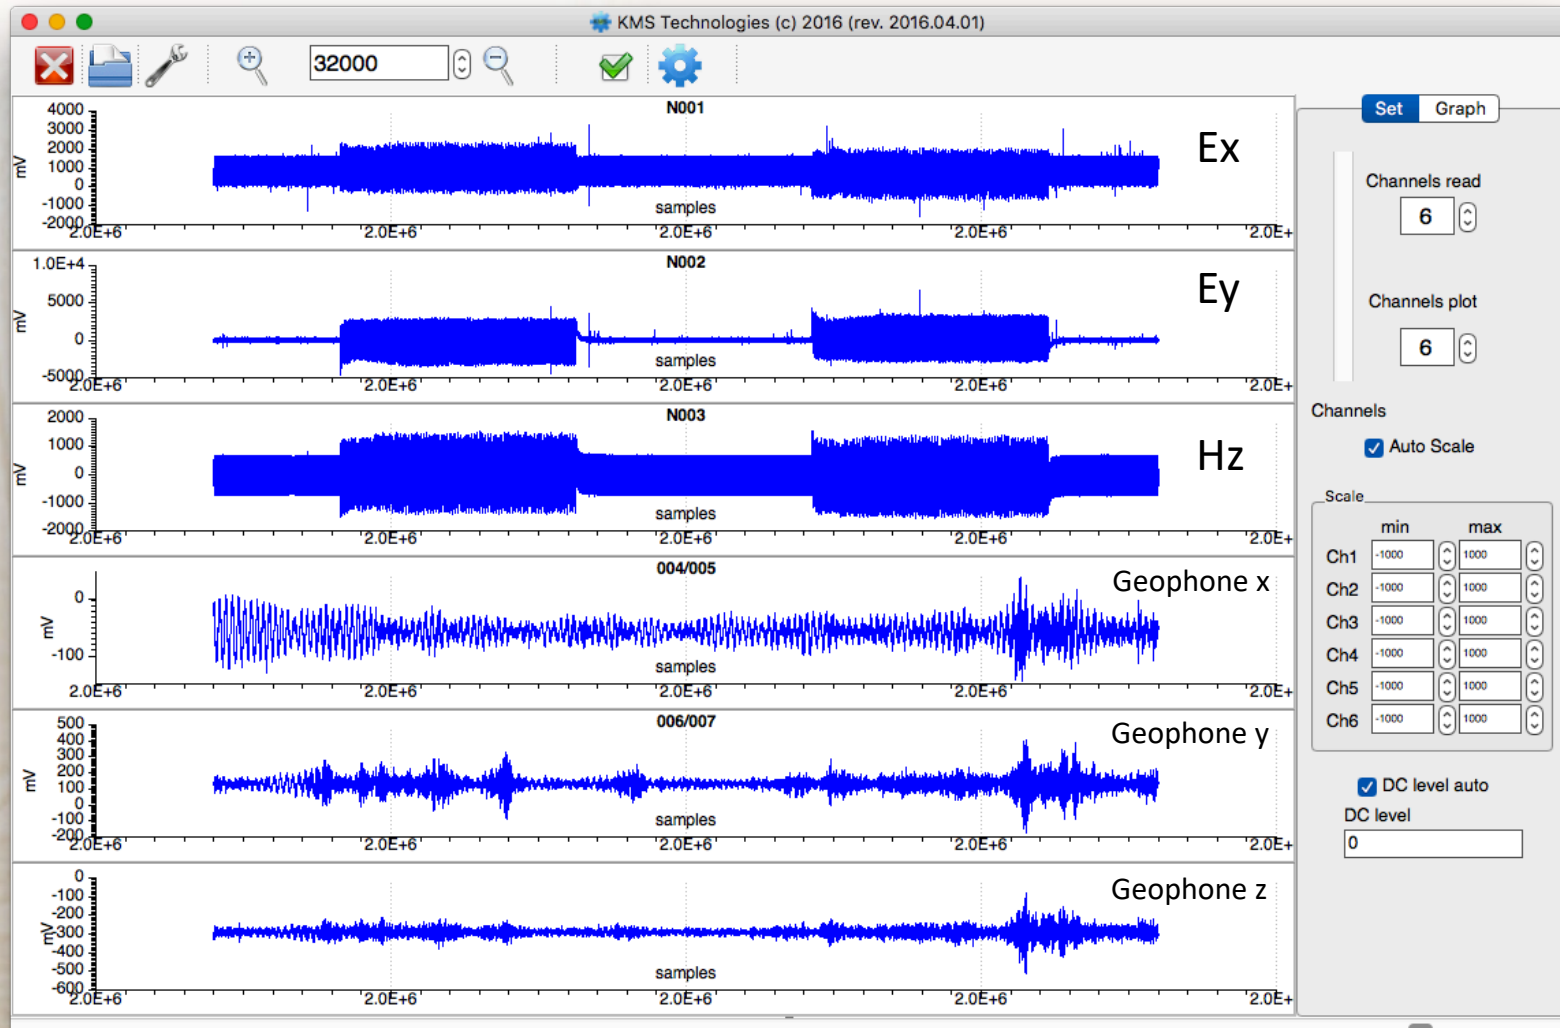 KMS Technologies (c) 2016 (rev. 2016.04.01)
32000
Set Graph
N001
Ex
4000
3000
2000
1000
0
-1000
-2000
mV
samples
2.0E+6 2.0E+6 2.0E+6 2.0E+6 2.0E+
N002
Ey
1.0E+4
5000
0
-5000
mV
samples
2.0E+6 2.0E+6 2.0E+6 2.0E+6 2.0E+
N003
Hz
2000
1000
0
-1000
-2000
mV
samples
2.0E+6 2.0E+6 2.0E+6 2.0E+6 2.0E+
004/005
Geophone x
0
-100
mV
samples
2.0E+6 2.0E+6 2.0E+6 2.0E+6 2.0E+
006/007
Geophone y
500
400
300
200
100
0
-100
-200
mV
samples
2.0E+6 2.0E+6 2.0E+6 2.0E+6 2.0E+
Geophone z
0
-100
-200
-300
-400
-500
-600
mV
samples
2.0E+6 2.0E+6 2.0E+6 2.0E+6 2.0E+
Channels read
6
Channels plot
6
Channels
Auto Scale
Scale
min max
Ch1 -1000 1000
Ch2 -1000 1000
Ch3 -1000 1000
Ch4 -1000 1000
Ch5 -1000 1000
Ch6 -1000 1000
DC level auto
DC level
0